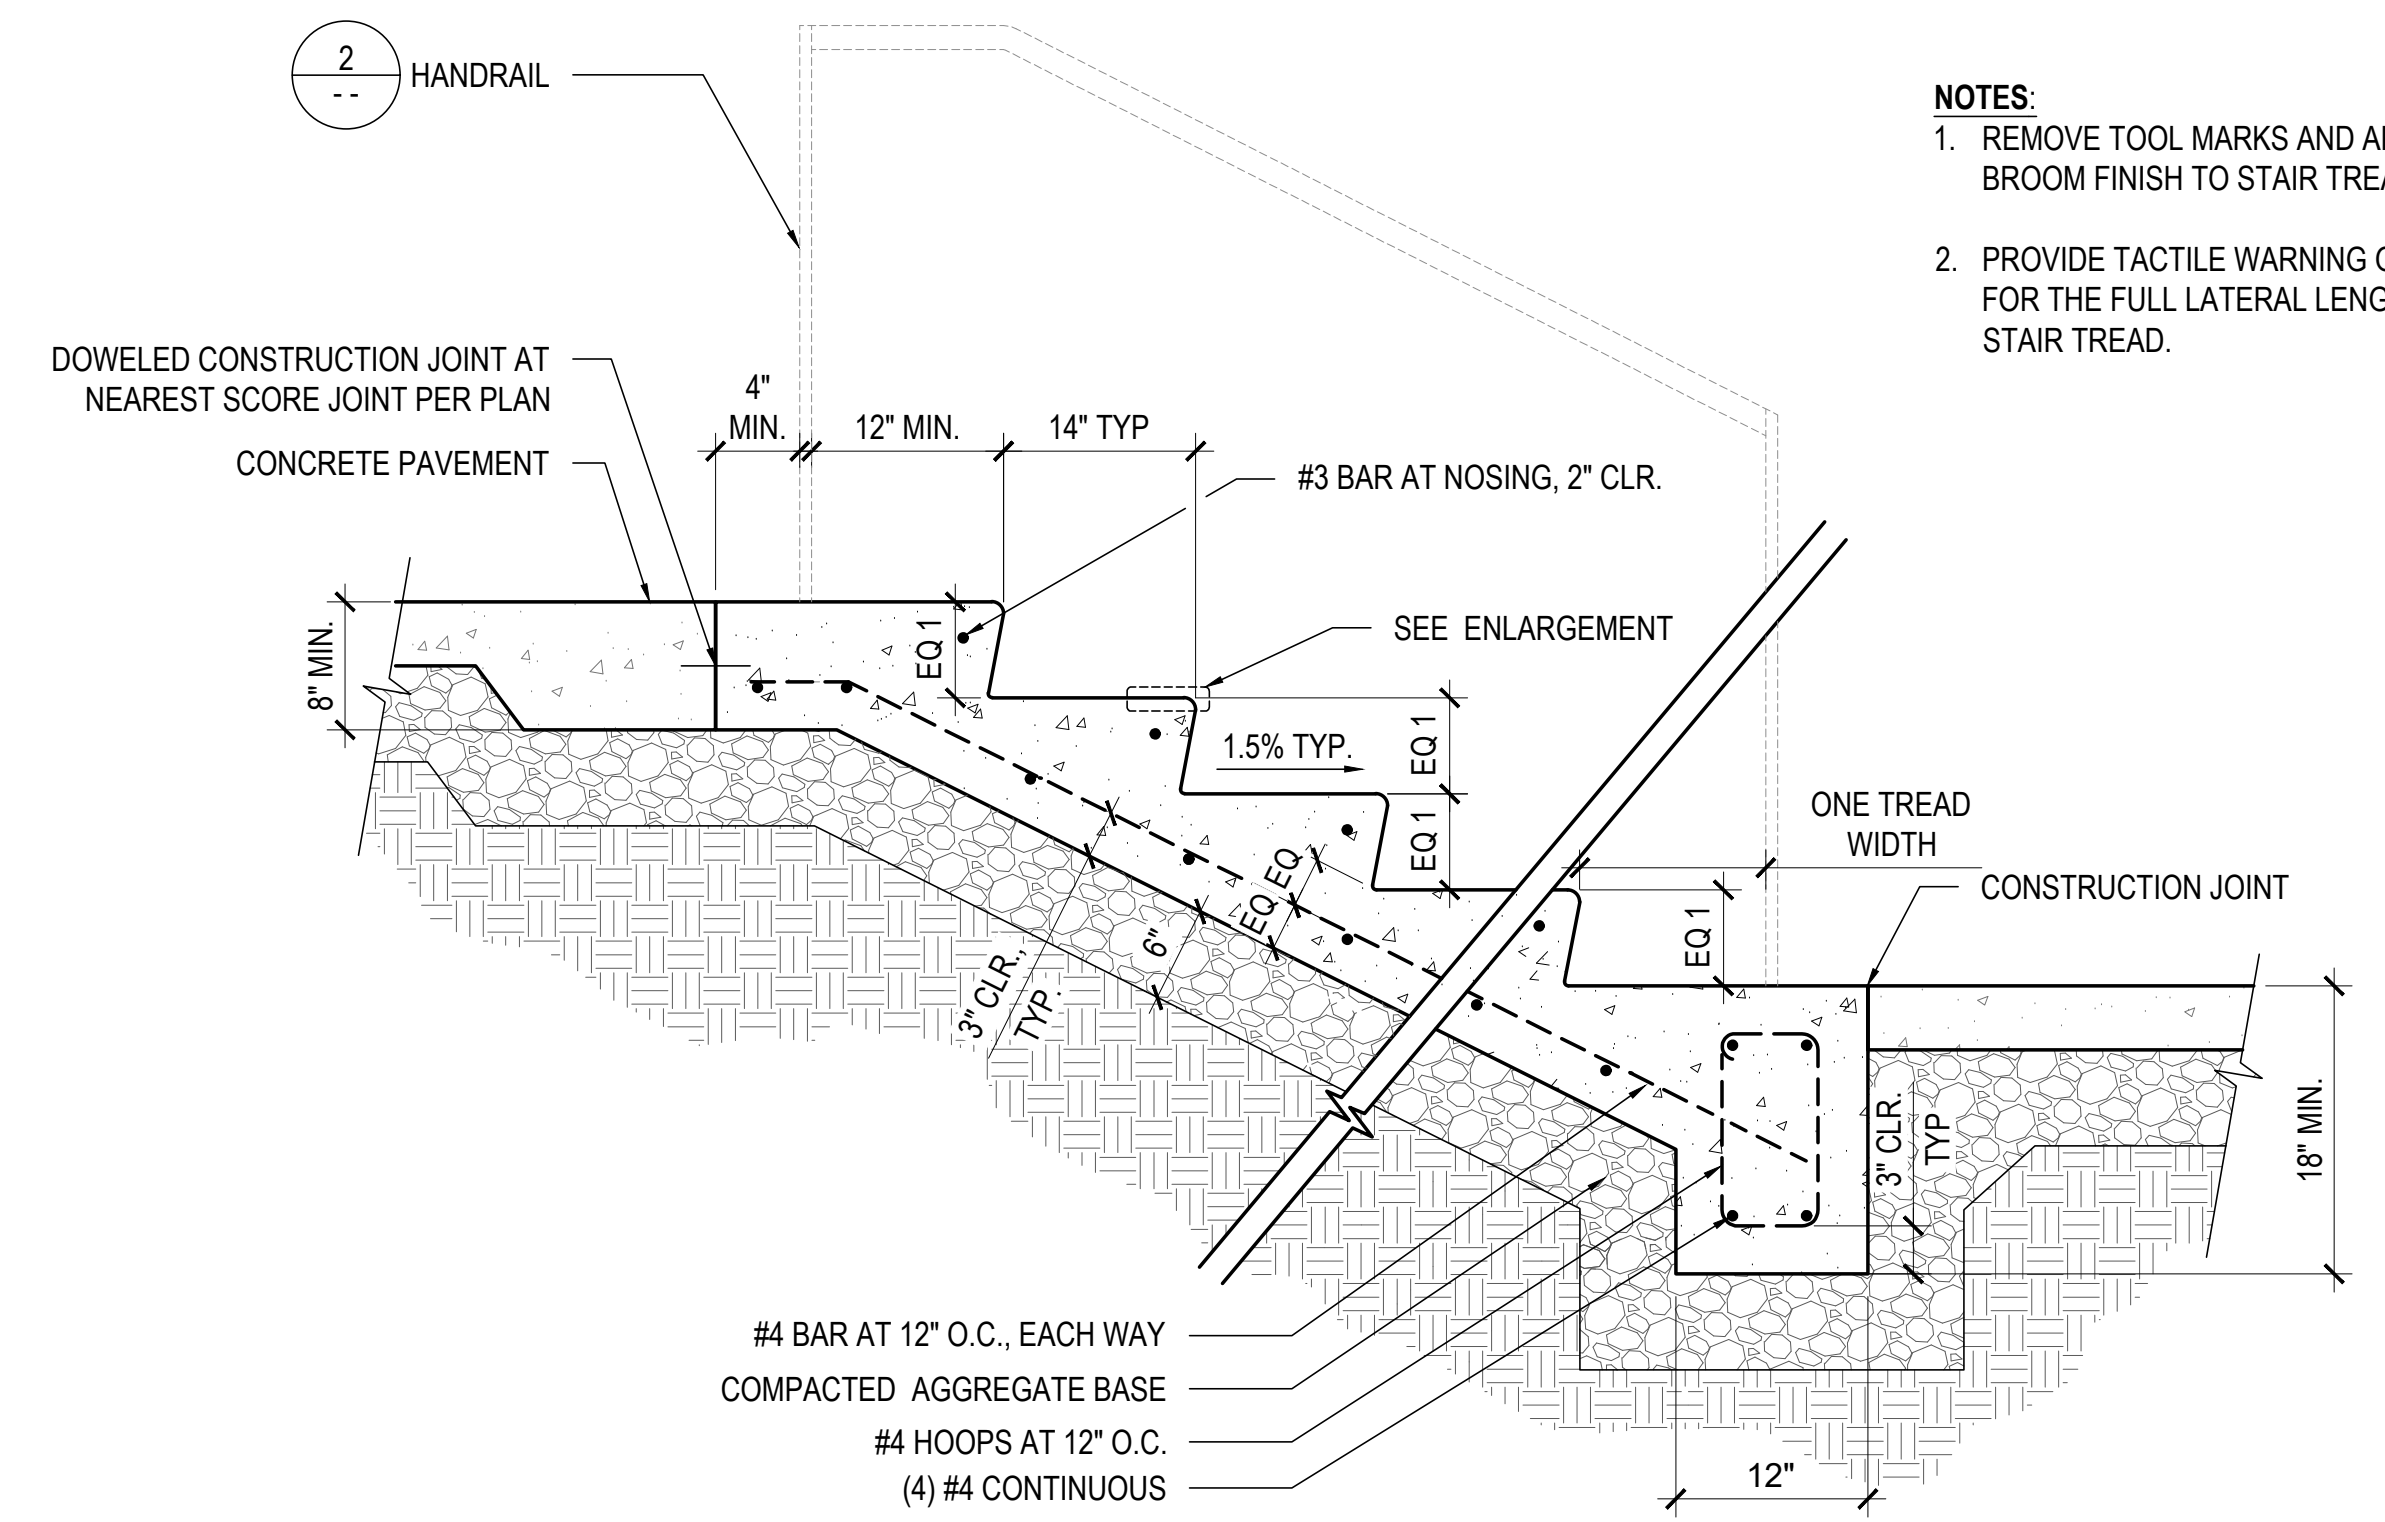 2
--
HANDRAIL
NOTES:
1. REMOVE TOOL MARKS AND
BROOM FINISH TO STAIR
2. PROVIDE TACTILE WARNING
FOR THE FULL LATERAL
STAIR TREAD.
DOWELED CONSTRUCTION JOINT AT
NEAREST SCORE JOINT PER PLAN
CONCRETE PAVEMENT
4"
MIN.
12" MIN.
14" TYP
#3 BAR AT NOSING, 2" CLR.
SEE ENLARGEMENT
8" MIN.
EQ 1
EQ 1
1.5% TYP.
EQ 1
ONE TREAD
WIDTH
CONSTRUCTION JOINT
EQ 1
EQ
EQ
6"
3" CLR.,
TYP.
3" CLR.
TYP
18" MIN.
#4 BAR AT 12" O.C., EACH WAY
COMPACTED AGGREGATE BASE
#4 HOOPS AT 12" O.C.
(4) #4 CONTINUOUS
12"